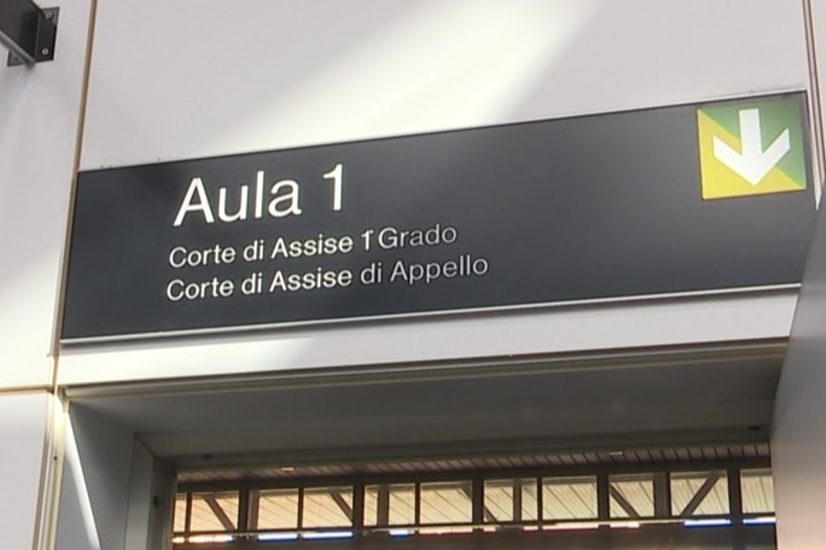 Aula 1
Corte di Assise 1° Grado
Corte di Assise di Appello